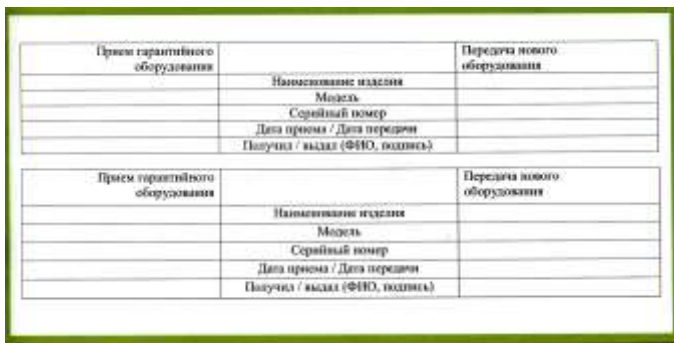 Прием гарантийного
оборудования
Передача нового
оборудования
Наименование изделия
Модель
Серийный номер
Дата приема / Дата передачи
Получил / выдал (ФИО, подпись)
Прием гарантийного
оборудования
Передача нового
оборудования
Наименование изделия
Модель
Серийный номер
Дата приема / Дата передачи
Получил / выдал (ФИО, подпись)